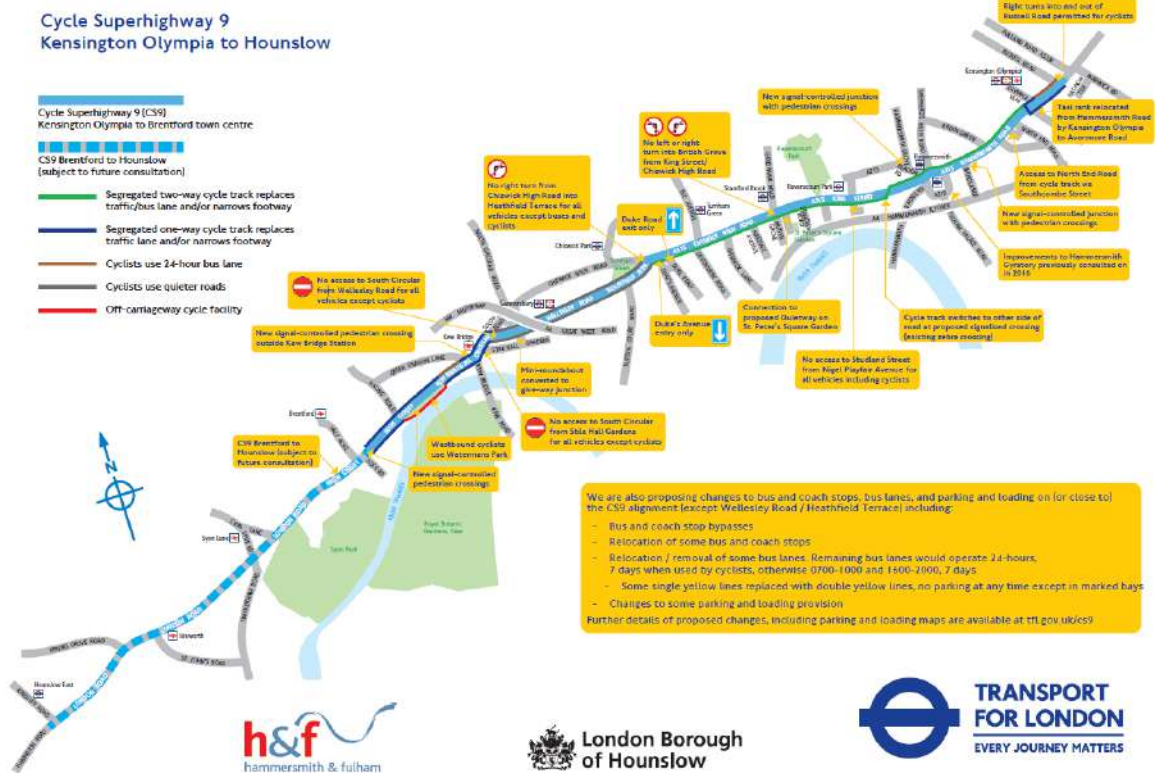 Cycle Superhighway 9
Kensington Olympia to Hounslow
Cycle Superhighway 9 (CS9)
Kensington Olympia to Brentford town centre
CS9 Brentford to Hounslow
(subject to future consultation)
Segregated two-way cycle track replaces
traffic/bus lane and/or narrows footway
Segregated one-way cycle track replaces
traffic lane and/or narrows footway
Cyclists use 24-hour bus lane
Cyclists use quieter roads
Off-carriageway cycle facility
Right turns into and out of
Russell Road permitted for cyclists
Kensington Olympia
Taxi rank relocated
from Hammersmith Road
by Kensington Olympia
to Avonmore Road
New signal-controlled junction
with pedestrian crossings
No left or right
turn into British Grove
from King Street/
Chiswick High Road
Ravenscourt
Park
Hammersmith
Access to North End Road
from cycle track via
Southcombe Street
No right turn from
Chiswick High Road into
Heathfield Terrace for all
vehicles except buses and
cyclists
Stamford Brook
Ravenscourt Park
Turnham
Green
Duke Road
exit only
New signal-controlled junction
with pedestrian crossings
Chiswick Park
Improvements to Hammersmith
Gyratory previously consulted on
in 2016
No access to South Circular
from Wellesley Road for all
vehicles except cyclists
Gunnersbury
Duke's Avenue
entry only
Connection to
proposed Quietway on
St. Peter's Square Garden
Cycle track switches to other side of
road at proposed signalised crossing
(existing zebra crossing)
New signal-controlled pedestrian crossing
outside Kew Bridge Station
Kew Bridge
Mini-roundabout
converted to
give-way junction
No access to Studland Street
from Nigel Playfair Avenue for
all vehicles including cyclists
Brentford
No access to South Circular
from Stile Hall Gardens
for all vehicles except cyclists
CS9 Brentford to
Hounslow (subject to
future consultation)
Westbound cyclists
use Watermans Park
New signal-controlled
pedestrian crossings
N
River Thames
Royal Botanic
Gardens, Kew
Syon Park
Syon Lane
Isleworth
Hounslow East
LONDON ROAD
We are also proposing changes to bus and coach stops, bus lanes, and parking and loading on (or close to)
the CS9 alignment (except Wellesley Road / Heathfield Terrace) including:
- Bus and coach stop bypasses
- Relocation of some bus and coach stops
- Relocation / removal of some bus lanes. Remaining bus lanes would operate 24-hours,
7 days when used by cyclists, otherwise 0700-1000 and 1600-2000, 7 days
- Some single yellow lines replaced with double yellow lines, no parking at any time except in marked bays
- Changes to some parking and loading provision
Further details of proposed changes, including parking and loading maps are available at tfl.gov.uk/cs9
h&f
hammersmith & fulham
London Borough
of Hounslow
TRANSPORT
FOR LONDON
EVERY JOURNEY MATTERS